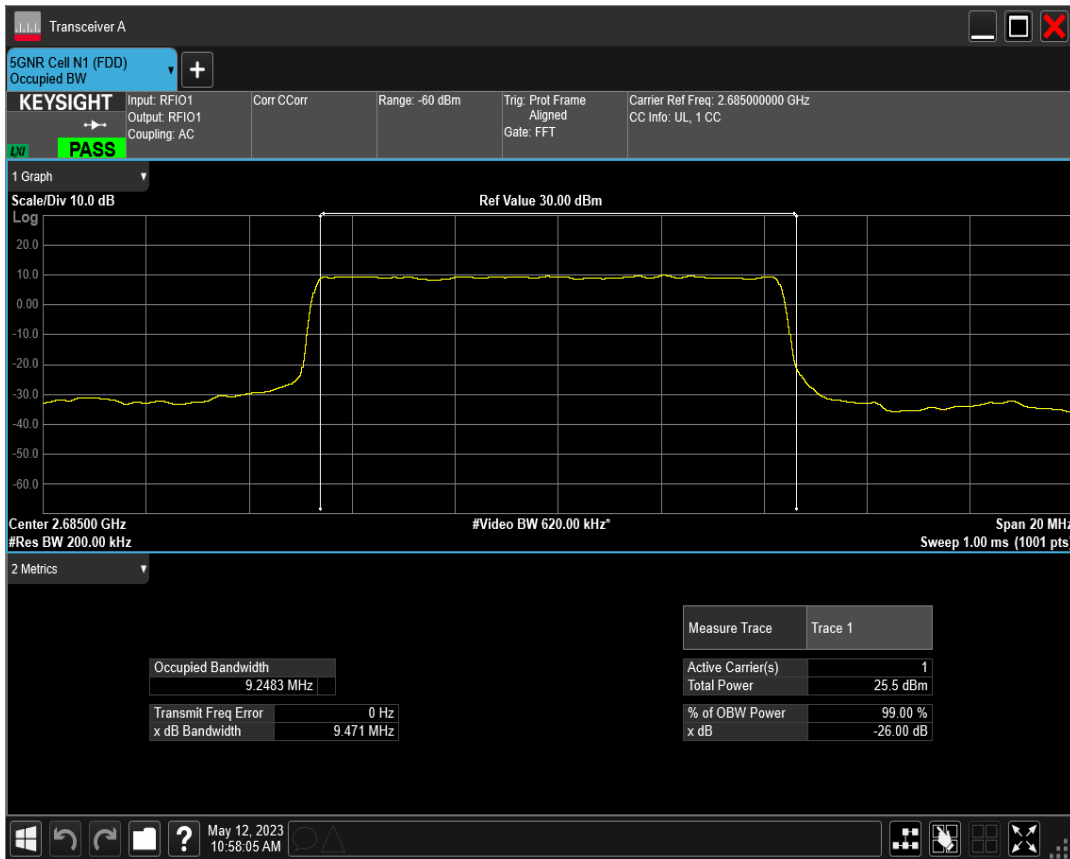 Transceiver A
5GNR Cell N1 (FDD)
Occupied BW
+
KEYSIGHT
LXI
PASS
Input: RFIO1
Output: RFIO1
Coupling: AC
Corr CCorr
Range: -60 dBm
Trig: Prot Frame
Aligned
Gate: FFT
Carrier Ref Freq: 2.685000000 GHz
CC Info: UL, 1 CC
1 Graph
Scale/Div 10.0 dB
Ref Value 30.00 dBm
Log
20.0
10.0
0.00
-10.0
-20.0
-30.0
-40.0
-50.0
-60.0
Center 2.68500 GHz
#Video BW 620.00 kHz*
Span 20 MHz
#Res BW 200.00 kHz
Sweep 1.00 ms (1001 pts)
2 Metrics
Measure Trace Trace 1
Occupied Bandwidth
9.2483 MHz
Active Carrier(s) 1
Total Power 25.5 dBm
Transmit Freq Error 0 Hz
x dB Bandwidth 9.471 MHz
% of OBW Power 99.00 %
x dB -26.00 dB
?
May 12, 2023
10:58:05 AM